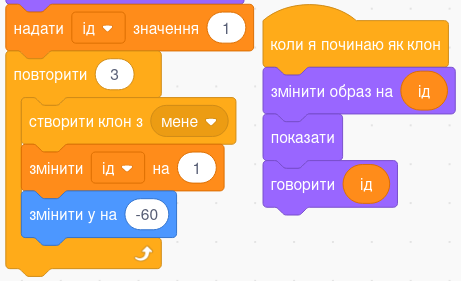 надати ід значення 1
повторити 3
створити клон з мене
змінити ід на 1
змінити y на -60
коли я починаю як клон
змінити образ на ід
показати
говорити ід